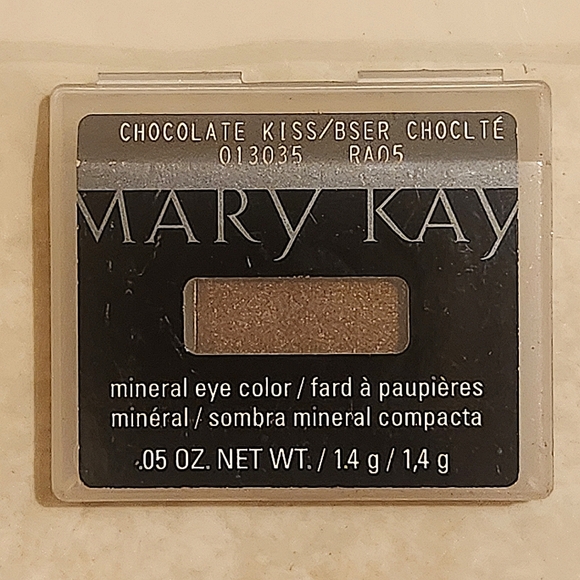 CHOCOLATE KISS/BSER CHOCLTÉ
013035 RA05
MARY KAY
mineral eye color / fard à paupières
minéral / sombra mineral compacta
.05 OZ. NET WT. / 1.4 g / 1,4 g